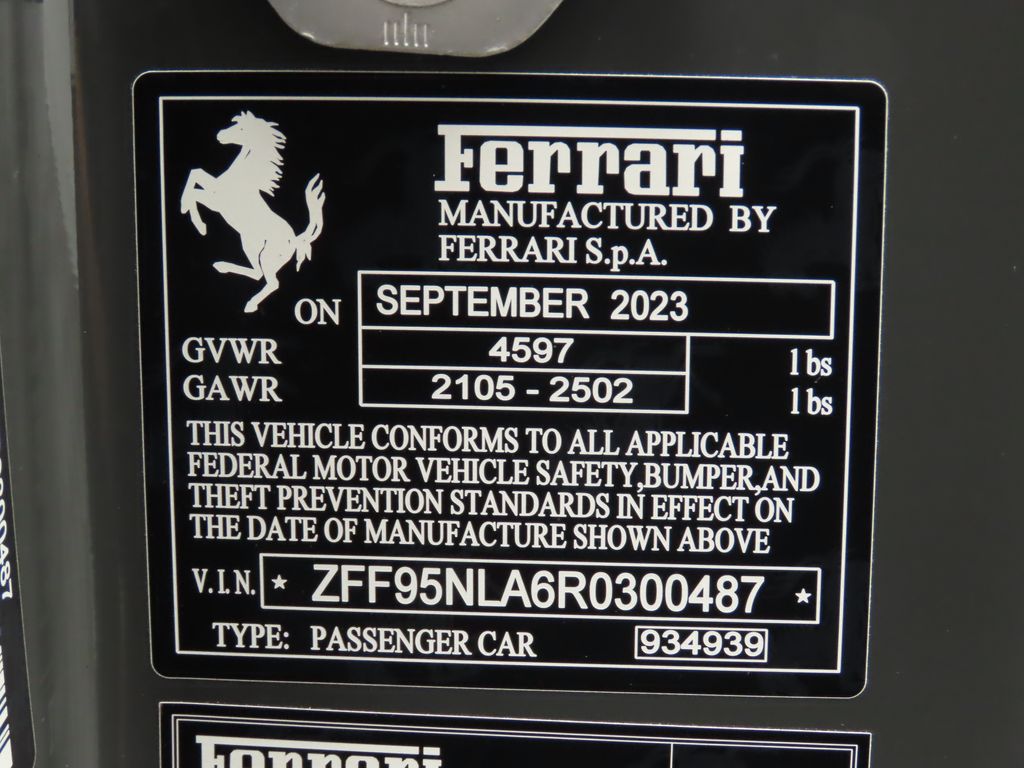 Ferrari
MANUFACTURED BY
FERRARI S.p.A.
ON SEPTEMBER 2023
GVWR 4597 lbs
GAWR 2105 - 2502 lbs
THIS VEHICLE CONFORMS TO ALL APPLICABLE
FEDERAL MOTOR VEHICLE SAFETY,BUMPER,AND
THEFT PREVENTION STANDARDS IN EFFECT ON
THE DATE OF MANUFACTURE SHOWN ABOVE
V.I.N. * ZFF95NLA6R0300487 *
TYPE: PASSENGER CAR 934939
Ferrari